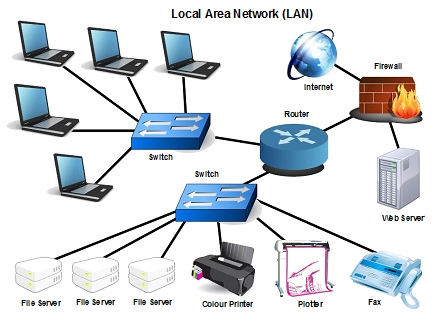 Local Area Network (LAN)
Internet
Firewall
Router
Switch
Switch
Web Server
File Server
File Server
File Server
Colour Printer
Plotter
Fax